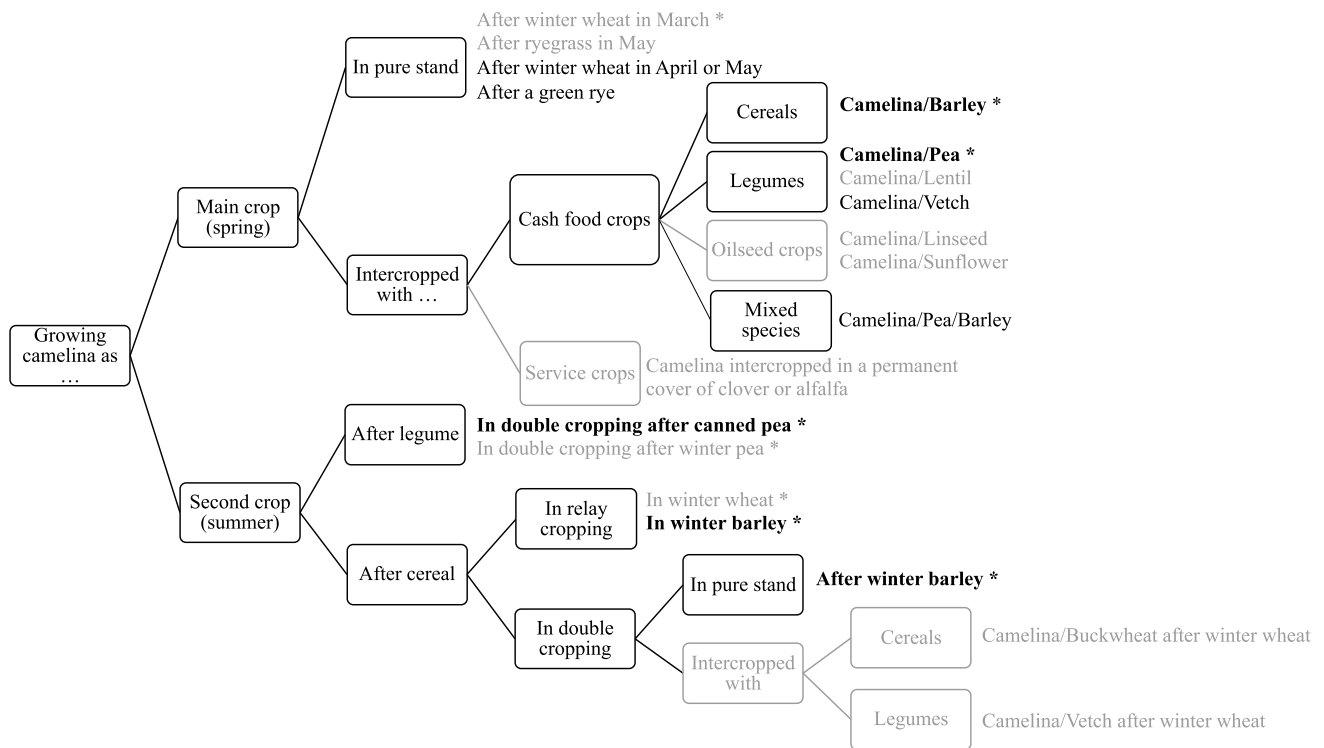 After winter wheat in March *
After ryegrass in May
In pure stand
After winter wheat in April or May
After a green rye
Cereals
Camelina/Barley *
Camelina/Pea *
Legumes
Camelina/Lentil
Camelina/Vetch
Main crop
(spring)
Cash food crops
Oilseed crops
Camelina/Linseed
Camelina/Sunflower
Intercropped
with …
Mixed
species
Camelina/Pea/Barley
Growing
camelina as
…
Service crops
Camelina intercropped in a permanent
cover of clover or alfalfa
After legume
In double cropping after canned pea *
In double cropping after winter pea *
Second crop
(summer)
In relay
cropping
In winter wheat *
In winter barley *
After cereal
In pure stand
After winter barley *
In double
cropping
Intercropped
with
Cereals
Camelina/Buckwheat after winter wheat
Legumes
Camelina/Vetch after winter wheat